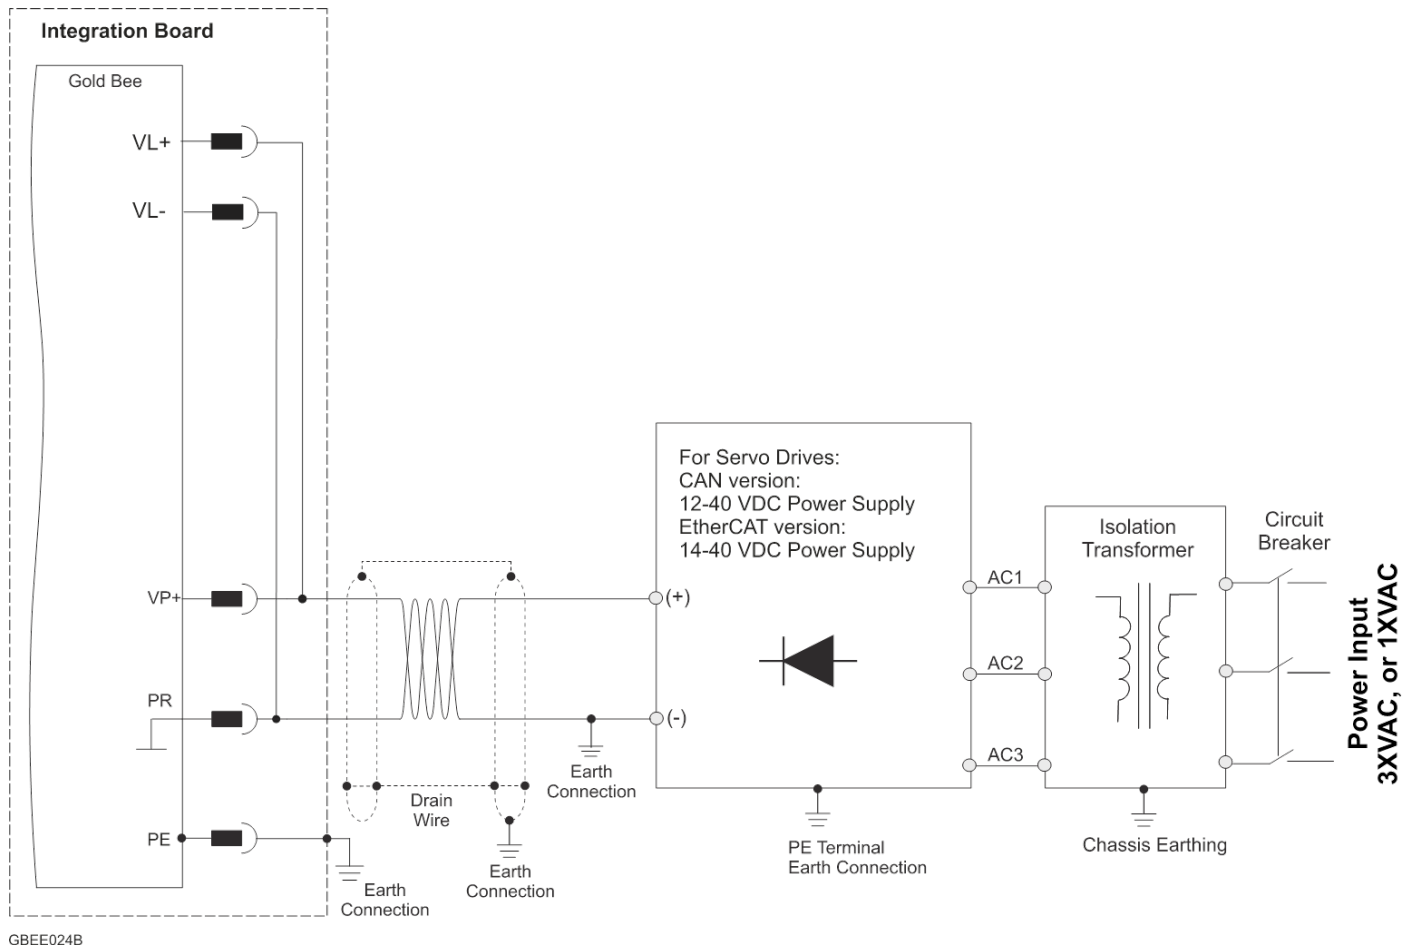 Integration Board
Gold Bee
VL+
VL-
VP+
PR
PE
Drain
Wire
Earth
Connection
Earth
Connection
Earth
Connection
For Servo Drives:
CAN version:
12-40 VDC Power Supply
EtherCAT version:
14-40 VDC Power Supply
(+)
(-)
PE Terminal
Earth Connection
AC1
AC2
AC3
Isolation
Transformer
Chassis Earthing
Circuit
Breaker
Power Input
3XVAC, or 1XVAC
GBEE024B